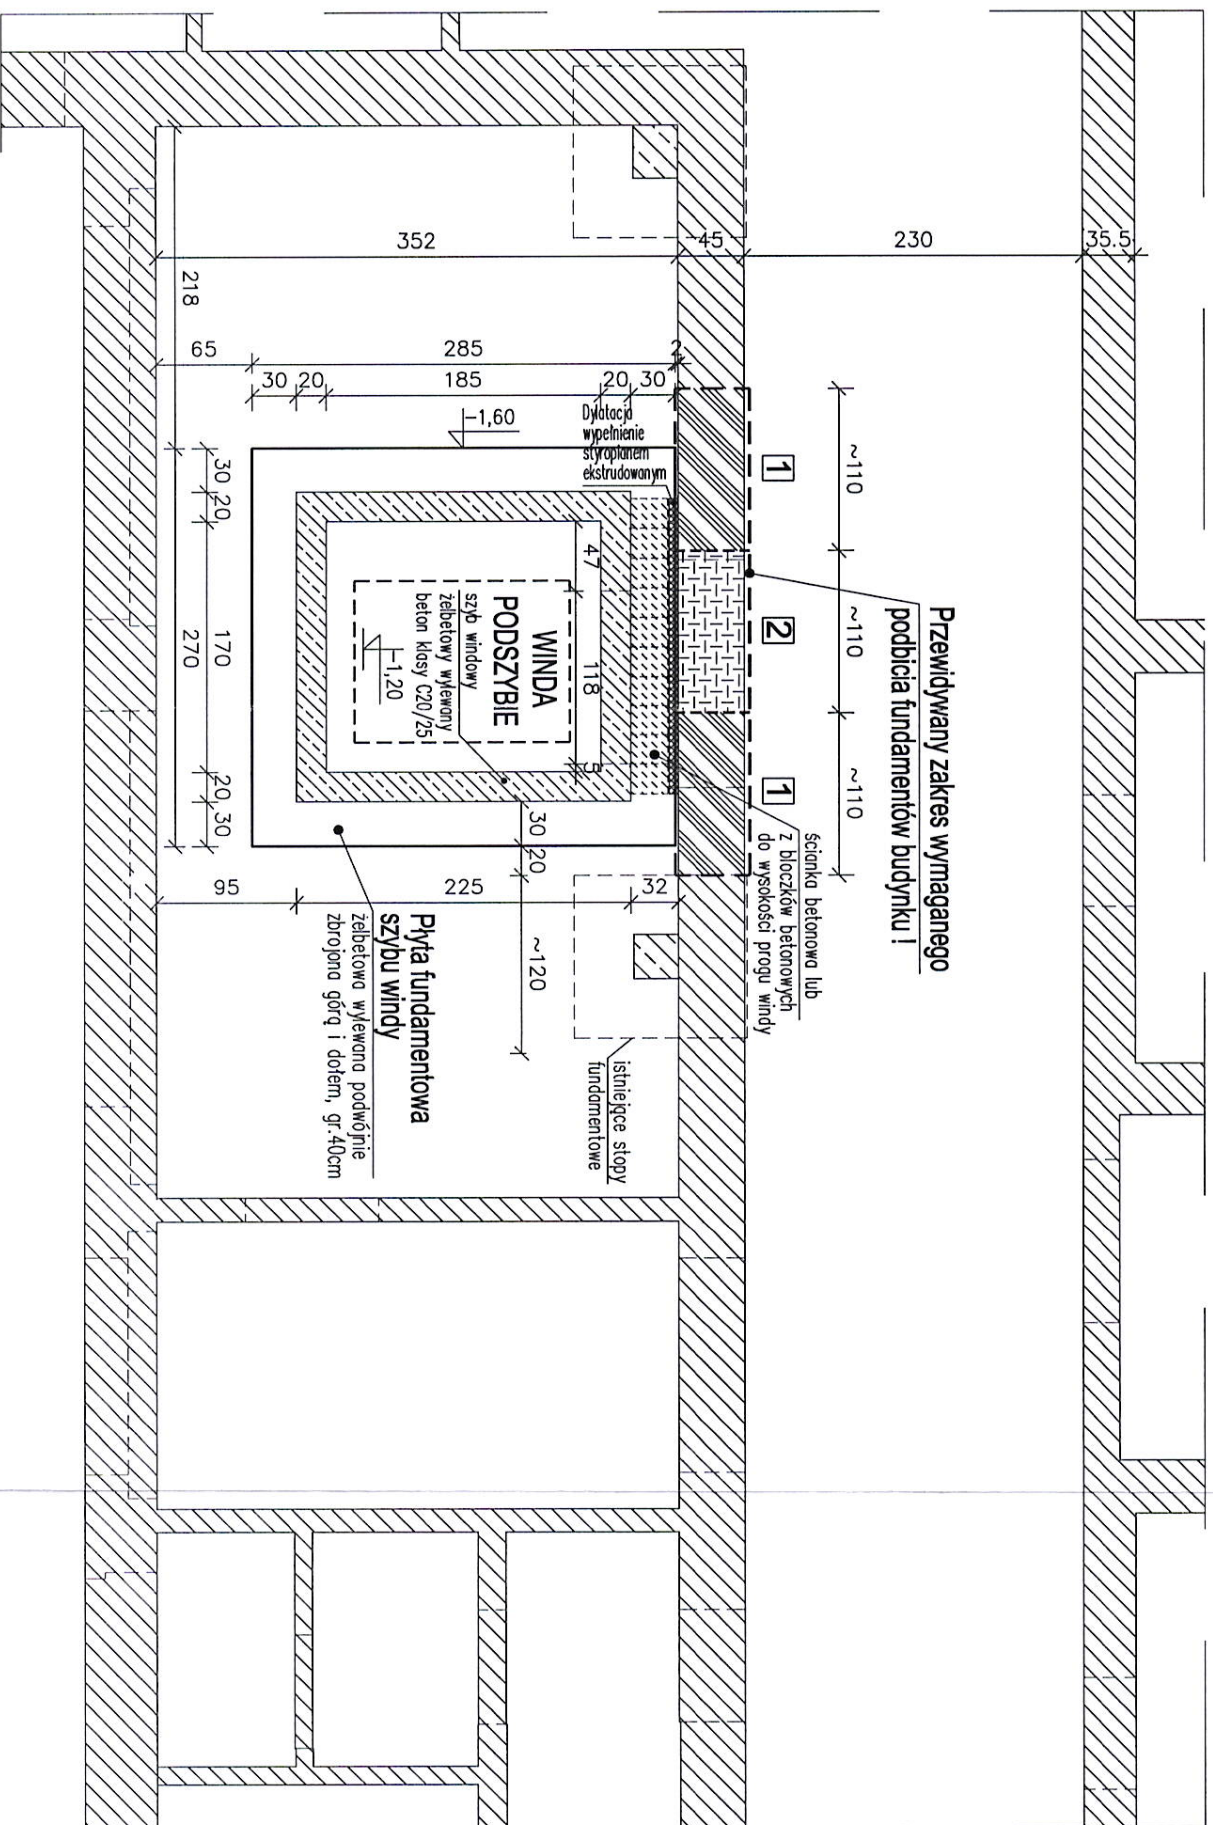 Przewidywany zakres wymaganego
podbicia fundamentów budynku !
~110
~110
~110
1
2
1
ścianka betonowa lub
z bloczków betonowych
do wysokości progu windy
352
45
230
35.5
218
65
285
2
30
20
185
20
30
-1,60
Dylatacja
wypełnienie
styropianem
ekstrudowanym
47
118
5
WINDA
PODSZYBIE
szyb windowy
żelbetowy wylewany
beton klasy C20/25
-1,20
30
20
170
20
30
270
30
20
~120
95
225
32
istniejące stopy
fundamentowe
Płyta fundamentowa
szybu windy
żelbetowa wylewana podwójnie
zbrojona górą i dołem, gr.40cm